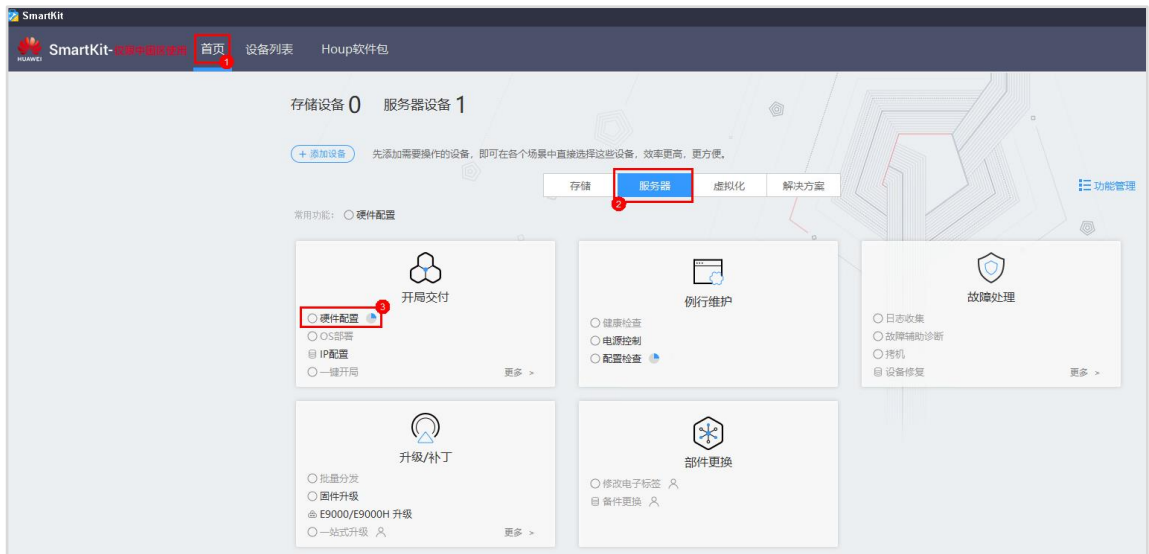 SmartKit
HUAWEI SmartKit-仅供中国区使用 首页 设备列表 Houp软件包
1
存储设备 0 服务器设备 1
+ 添加设备 先添加需要操作的设备，即可在各个场景中直接选择这些设备，效率更高，更方便。
存储 服务器 虚拟化 解决方案 功能管理
2
常用功能： 硬件配置
开局交付
3
硬件配置
OS部署
IP配置
一键开局 更多 >
例行维护
健康检查
电源控制
配置检查
故障处理
日志收集
故障辅助诊断
拷机
设备修复 更多 >
升级/补丁
批量分发
固件升级
E9000/E9000H 升级
一站式升级 更多 >
部件更换
修改电子标签
备件更换